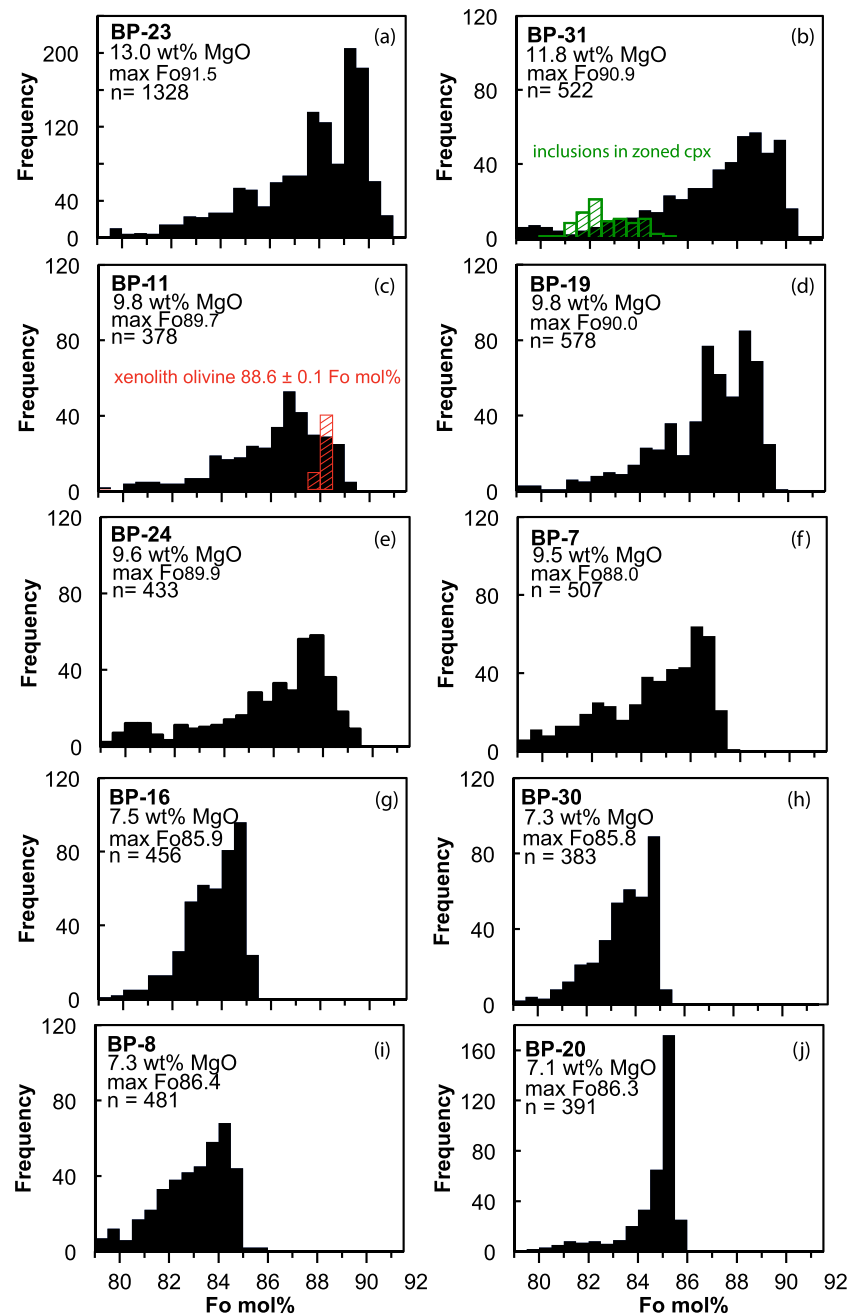 BP-23
13.0 wt% MgO
max Fo91.5
n= 1328
(a)
200
120
40
0
Frequency
BP-31
11.8 wt% MgO
max Fo90.9
n= 522
(b)
inclusions in zoned cpx
120
80
40
0
Frequency
BP-11
9.8 wt% MgO
max Fo89.7
n= 378
(c)
xenolith olivine 88.6 ± 0.1 Fo mol%
120
80
40
0
Frequency
BP-19
9.8 wt% MgO
max Fo90.0
n= 578
(d)
120
80
40
0
Frequency
BP-24
9.6 wt% MgO
max Fo89.9
n= 433
(e)
120
80
40
0
Frequency
BP-7
9.5 wt% MgO
max Fo88.0
n = 507
(f)
120
80
40
0
Frequency
BP-16
7.5 wt% MgO
max Fo85.9
n = 456
(g)
120
80
40
0
Frequency
BP-30
7.3 wt% MgO
max Fo85.8
n = 383
(h)
120
80
40
0
Frequency
BP-8
7.3 wt% MgO
max Fo86.4
n = 481
(i)
120
80
40
0
Frequency
80 82 84 86 88 90 92
Fo mol%
BP-20
7.1 wt% MgO
max Fo86.3
n = 391
(j)
160
120
80
40
0
Frequency
80 82 84 86 88 90 92
Fo mol%